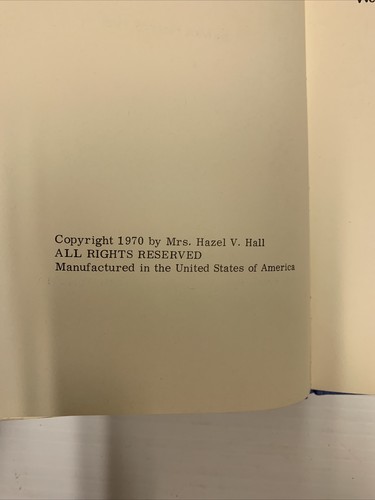 Copyright 1970 by Mrs. Hazel V. Hall
ALL RIGHTS RESERVED
Manufactured in the United States of America